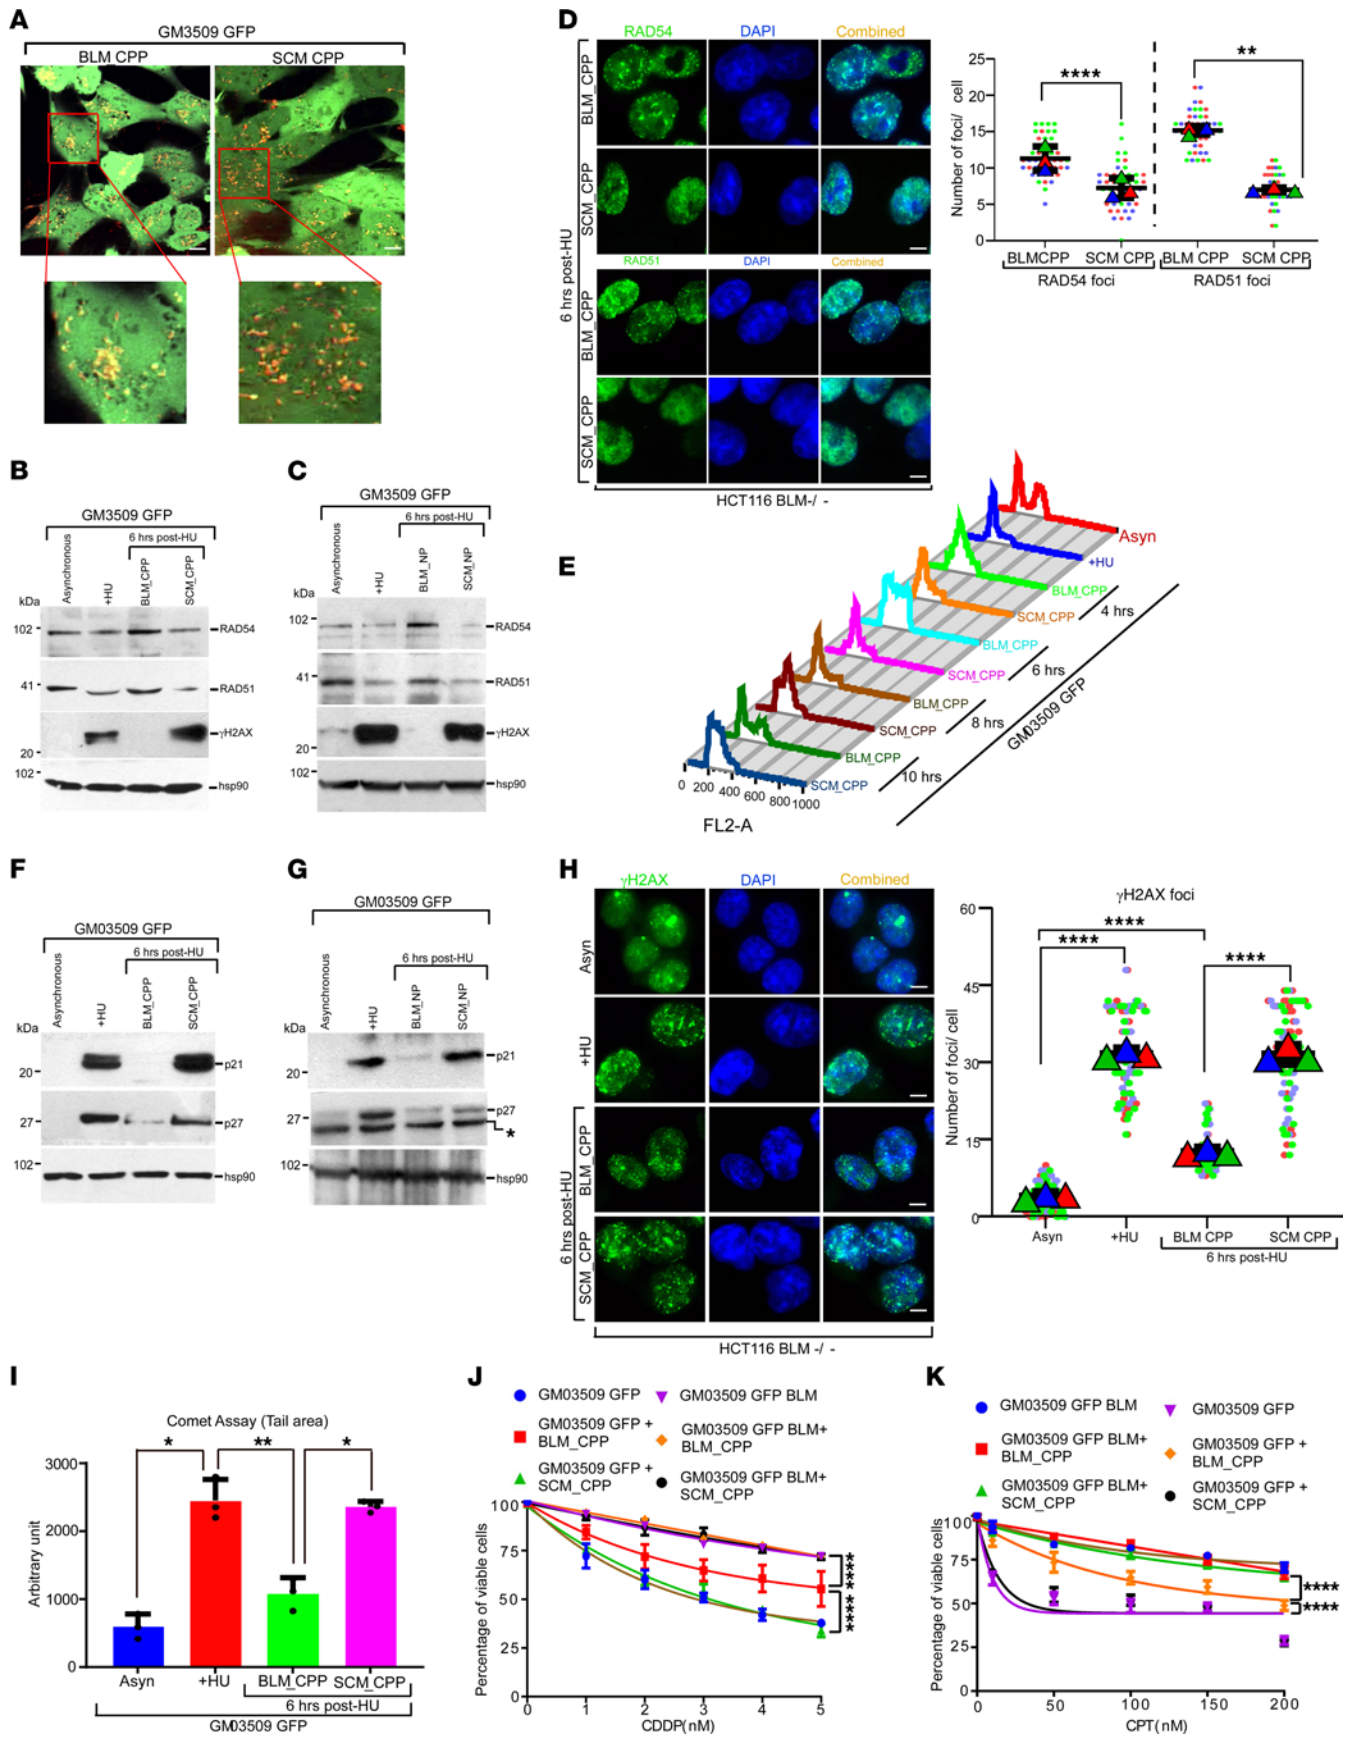 A
GM3509 GFP
BLM CPP
SCM CPP
B
GM3509 GFP
6 hrs post-HU
Asynchronous
+HU
BLM_CPP
SCM_CPP
kDa
102
RAD54
41
RAD51
γH2AX
20
102
hsp90
C
GM3509 GFP
6 hrs post-HU
Asynchronous
+HU
BLM_NP
SCM_NP
kDa
102
RAD54
41
RAD51
γH2AX
20
102
hsp90
D
RAD54
DAPI
Combined
BLM_CPP
SCM_CPP
RAD51
DAPI
Combined
BLM_CPP
SCM_CPP
6 hrs post-HU
HCT116 BLM-/ -
Number of foci/ cell
25
20
15
10
5
0
****
**
BLMCPP
SCM CPP
BLM CPP
SCM CPP
RAD54 foci
RAD51 foci
E
Asyn
+HU
BLM_CPP
SCM_CPP
4 hrs
BLM_CPP
SCM_CPP
6 hrs
BLM_CPP
SCM_CPP
8 hrs
BLM_CPP
SCM_CPP
10 hrs
GM03509 GFP
0 200 400 600 800 1000
FL2-A
F
GM03509 GFP
6 hrs post-HU
Asynchronous
+HU
BLM_CPP
SCM_CPP
kDa
p21
20
27
p27
102
hsp90
G
GM03509 GFP
6 hrs post-HU
Asynchronous
+HU
BLM_NP
SCM_NP
kDa
p21
20
p27
27
*
102
hsp90
H
γH2AX
DAPI
Combined
Asyn
+HU
BLM_CPP
SCM_CPP
6 hrs post-HU
HCT116 BLM -/ -
γH2AX foci
Number of foci/ cell
60
45
30
15
0
****
****
****
Asyn
+HU
BLM CPP
SCM CPP
6 hrs post-HU
I
Comet Assay (Tail area)
Arbitrary unit
3000
2000
1000
0
*
**
*
Asyn
+HU
BLM_CPP
SCM_CPP
6 hrs post-HU
GM03509 GFP
J
GM03509 GFP
GM03509 GFP BLM
GM03509 GFP +
BLM_CPP
GM03509 GFP BLM+
BLM_CPP
GM03509 GFP +
SCM_CPP
GM03509 GFP BLM+
SCM_CPP
Percentage of viable cells
100
75
50
25
0
****
****
0 1 2 3 4 5
CDDP(nM)
K
GM03509 GFP BLM
GM03509 GFP
GM03509 GFP BLM+
BLM_CPP
GM03509 GFP +
BLM_CPP
GM03509 GFP BLM+
SCM_CPP
GM03509 GFP +
SCM_CPP
Percentage of viable cells
100
75
50
25
0
****
****
0 50 100 150 200
CPT(nM)